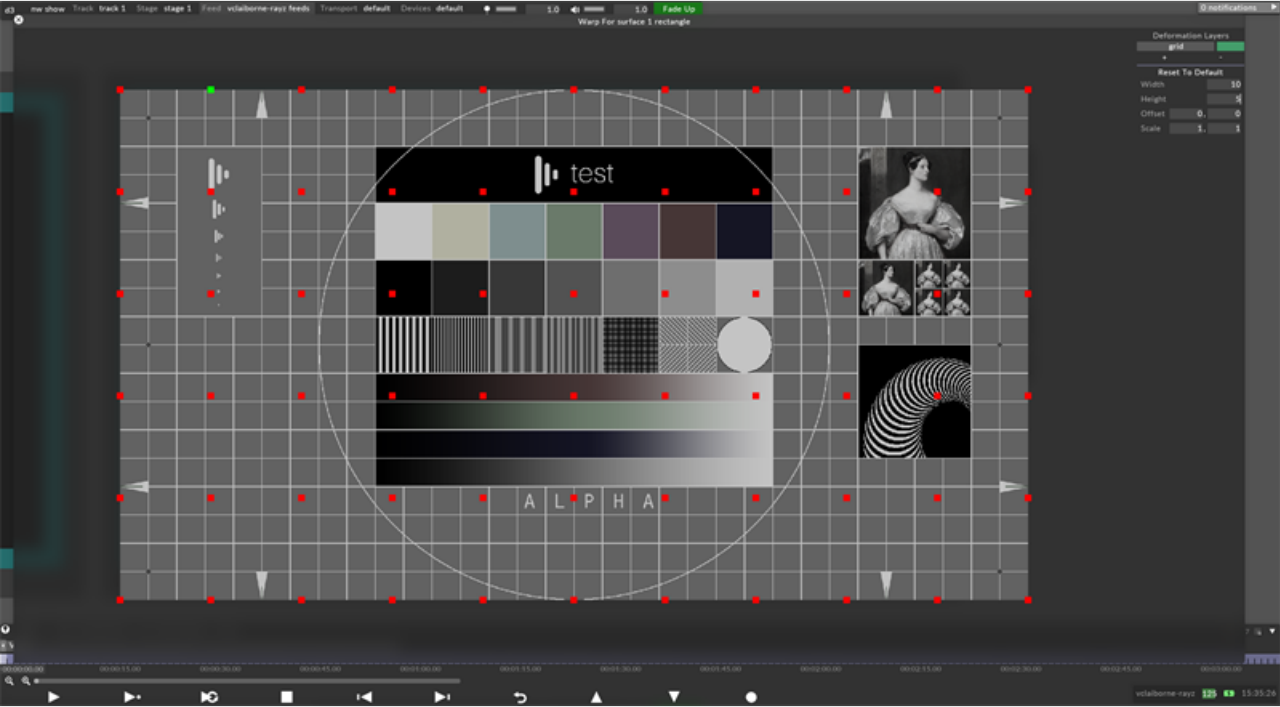 d3 nw show Track track 1 Stage stage 1 Feed vclaiborne-rayz feeds Transport default Devices default 1.0 1.0 Fade Up 0 notifications
Warp For surface 1 rectangle
Deformation Layers
grid
+ -
Reset To Default
Width 10
Height 5
Offset 0. 0
Scale 1. 1
test
A L P H A
00:00:00.00 00:00:15.00 00:00:30.00 00:00:45.00 00:01:00.00 00:01:15.00 00:01:30.00 00:01:45.00 00:02:00.00 00:02:15.00 00:02:30.00 00:02:45.00 00:03:00.00
vclaiborne-rayz 125 15:35:26